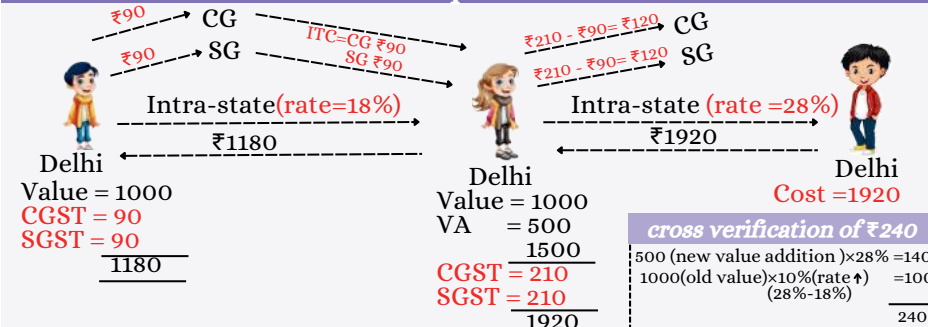 ₹90
CG
₹90
SG
ITC=CG ₹90
SG ₹90
₹210 - ₹90= ₹120
CG
₹210 - ₹90= ₹120
SG
Intra-state(rate=18%)
₹1180
Intra-state (rate =28%)
₹1920
Delhi
Value = 1000
CGST = 90
SGST = 90
1180
Delhi
Value = 1000
VA = 500
1500
CGST = 210
SGST = 210
1920
Delhi
Cost =1920
cross verification of ₹240
500 (new value addition )×28% =140
1000(old value)×10%(rate↑) =100
(28%-18%)
240